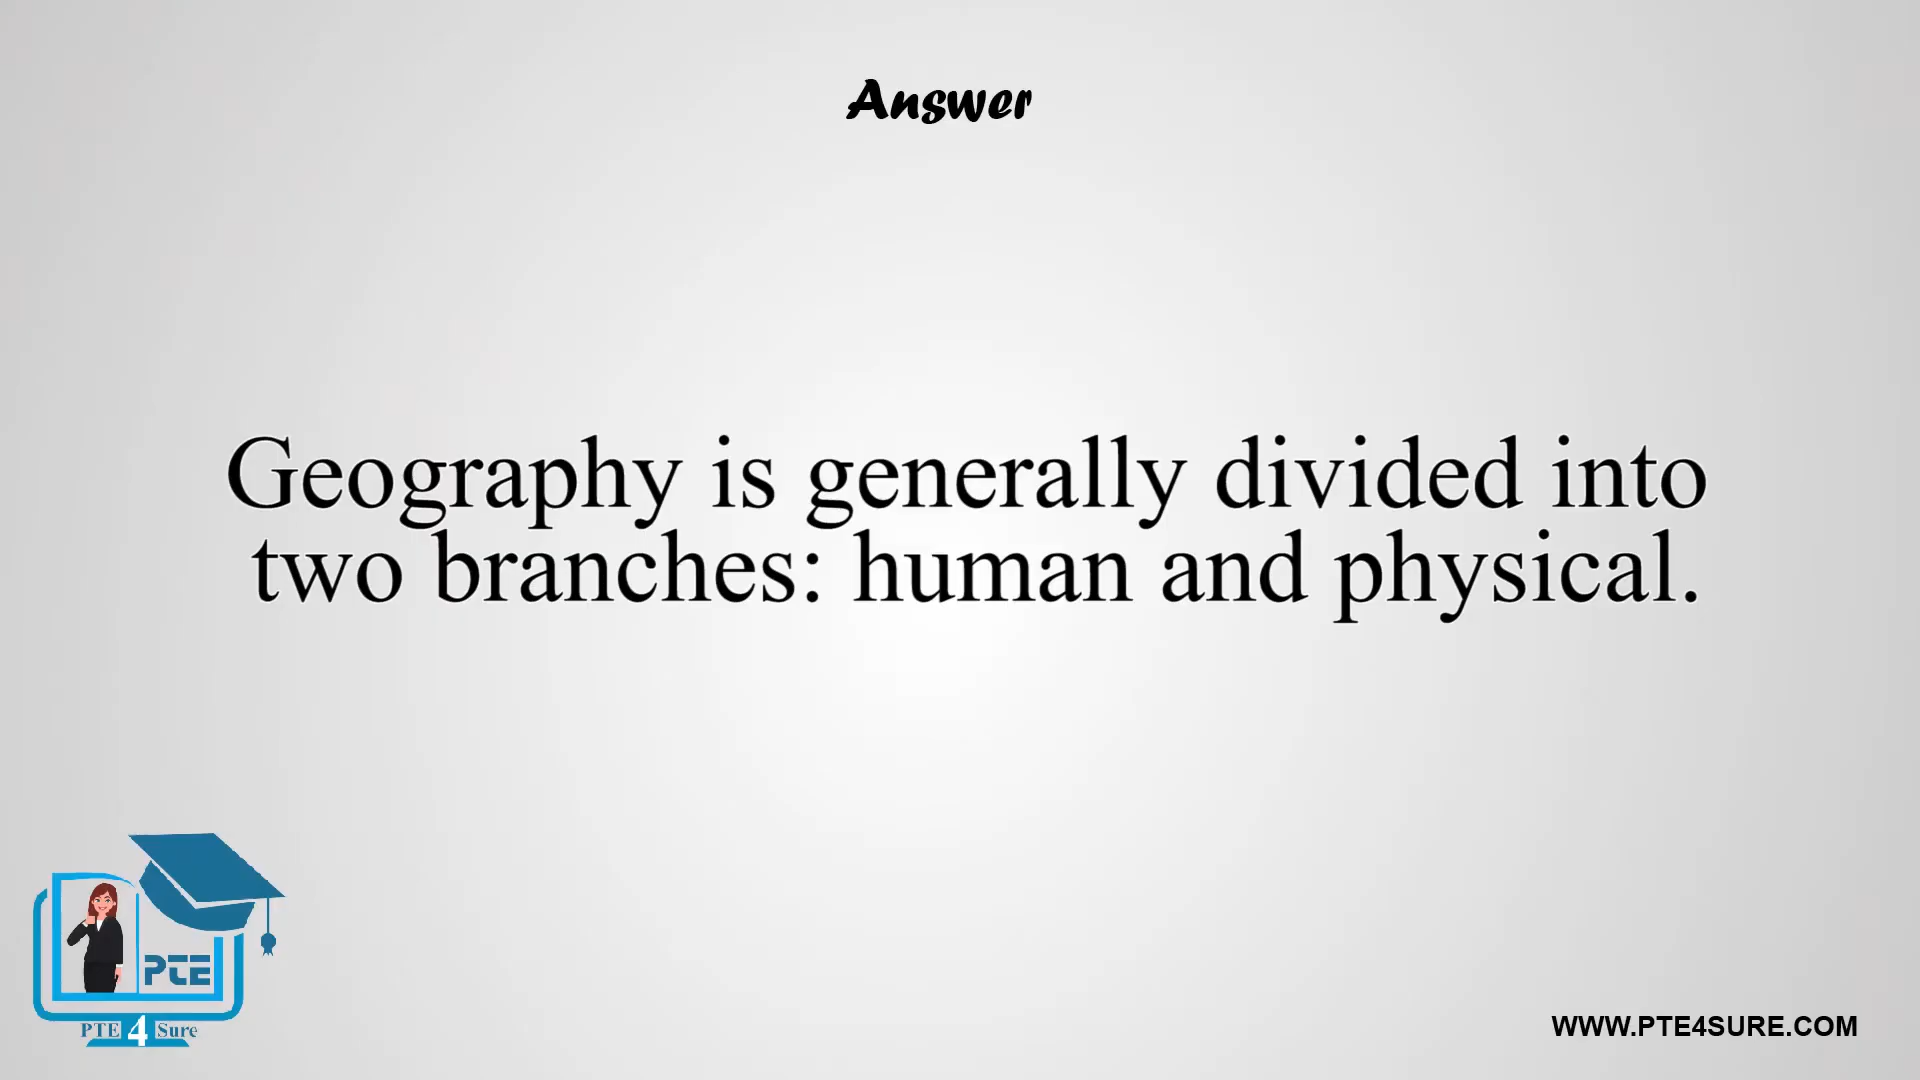 Answer
Geography is generally divided into
two branches: human and physical.
PTE
PTE 4 Sure
WWW.PTE4SURE.COM